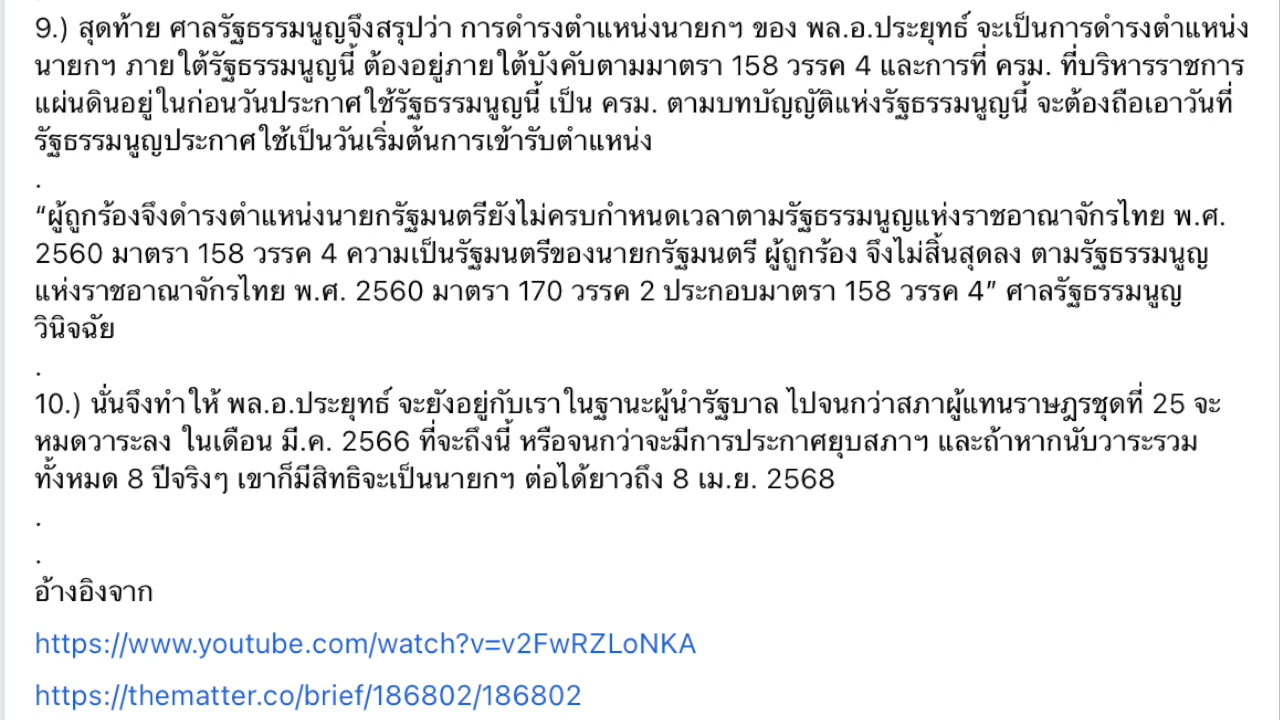 9.) สุดท้าย ศาลรัฐธรรมนูญจึงสรุปว่า การดำรงตำแหน่งนายกฯ ของ พล.อ.ประยุทธ์ จะเป็นการดำรงตำแหน่ง
นายกฯ ภายใต้รัฐธรรมนูญนี้ ต้องอยู่ภายใต้บังคับตามมาตรา 158 วรรค 4 และการที่ ครม. ที่บริหารราชการ
แผ่นดินอยู่ในก่อนวันประกาศใช้รัฐธรรมนูญนี้ เป็น ครม. ตามบทบัญญัติแห่งรัฐธรรมนูญนี้ จะต้องถือเอาวันที่
รัฐธรรรมนูญประกาศใช้เป็นวันเริ่มต้นการเข้ารับตำแหน่ง
.
“ผู้ถูกร้องจึงดำรงตำแหน่งนายกรัฐมนตรียังไม่ครบกำหนดเวลาตามรัฐธรรมนูญแห่งราชอาณาจักรไทย พ.ศ.
2560 มาตรา 158 วรรค 4 ความเป็นรัฐมนตรีของนายกรัฐมนตรี ผู้ถูกร้อง จึงไม่สิ้นสุดลง ตามรัฐธรรมนูญ
แห่งราชอาณาจักรไทย พ.ศ. 2560 มาตรา 170 วรรค 2 ประกอบมาตรา 158 วรรค 4” ศาลรัฐธรรมนูญ
วินิจฉัย
.
10.) นั่นจึงทำให้ พล.อ.ประยุทธ์ จะยังอยู่กับเราในฐานะผู้นำรัฐบาล ไปจนกว่าสภาผู้แทนราษฎรชุดที่ 25 จะ
หมดวาระลง ในเดือน มี.ค. 2566 ที่จะถึงนี้ หรือจนกว่าจะมีการประกาศยุบสภาฯ และถ้าหากนับวาระรวม
ทั้งหมด 8 ปีจริงๆ เขาก็มีสิทธิจะเป็นนายกฯ ต่อได้ยาวถึง 8 เม.ย. 2568
.
.
อ้างอิงจาก
https://www.youtube.com/watch?v=v2FwRZLoNKA
https://thematter.co/brief/186802/186802